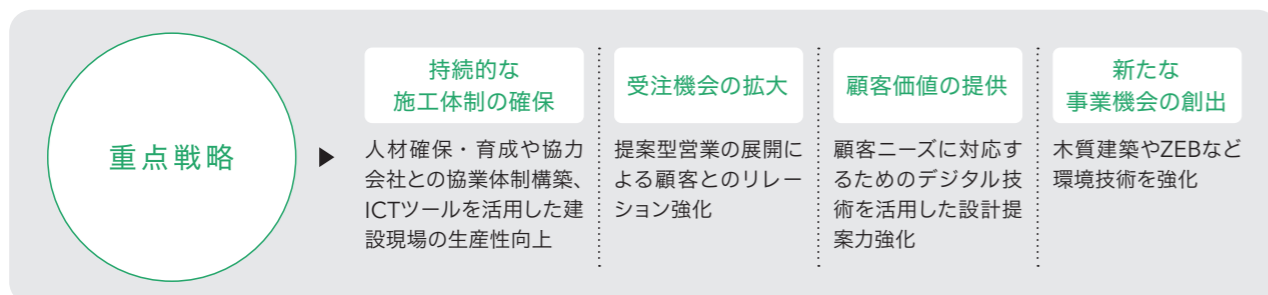 重点戦略
持続的な
施工体制の確保
人材確保・育成や協力
会社との協業体制構築、
ICTツールを活用した建
設現場の生産性向上
受注機会の拡大
提案型営業の展開に
よる顧客とのリレー
ション強化
顧客価値の提供
顧客ニーズに対応す
るためのデジタル技
術を活用した設計提
案力強化
新たな
事業機会の創出
木質建築やZEBなど
環境技術を強化